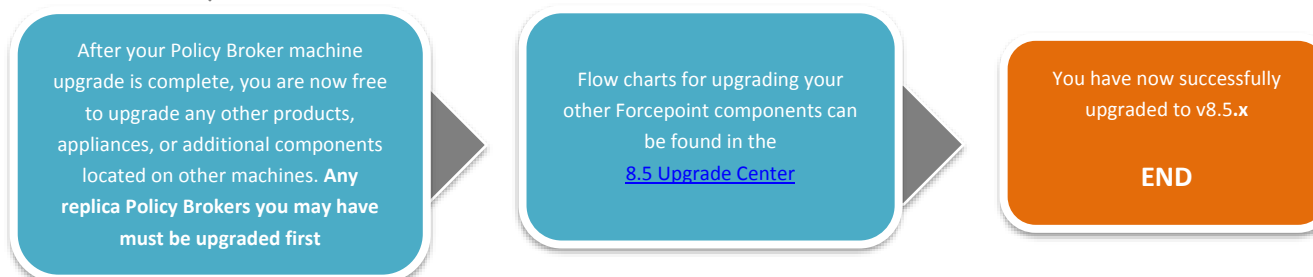 After your Policy Broker machine
upgrade is complete, you are now free
to upgrade any other products,
appliances, or additional components
located on other machines. Any
replica Policy Brokers you may have
must be upgraded first
Flow charts for upgrading your
other Forcepoint components can
be found in the
8.5 Upgrade Center
You have now successfully
upgraded to v8.5.x
END